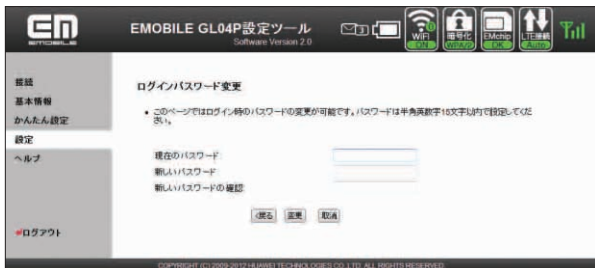 EM
EMOBILE
EMOBILE GL04P設定ツール
Software Version 2.0
3
WiFi
ON
暗号化
WPA/2
EMchip
OK
LTE接続
Auto
接続
基本情報
かんたん設定
設定
ヘルプ
ログアウト
ログインパスワード変更
• このページではログイン時のパスワードの変更が可能です。パスワードは半角英数字15文字以内で設定してくだ
さい。
現在のパスワード:
新しいパスワード:
新しいパスワードの確認:
<戻る 変更 取消
COPYRIGHT (C) 2009-2012 HUAWEI TECHNOLOGIES CO. LTD. ALL RIGHTS RESERVED.